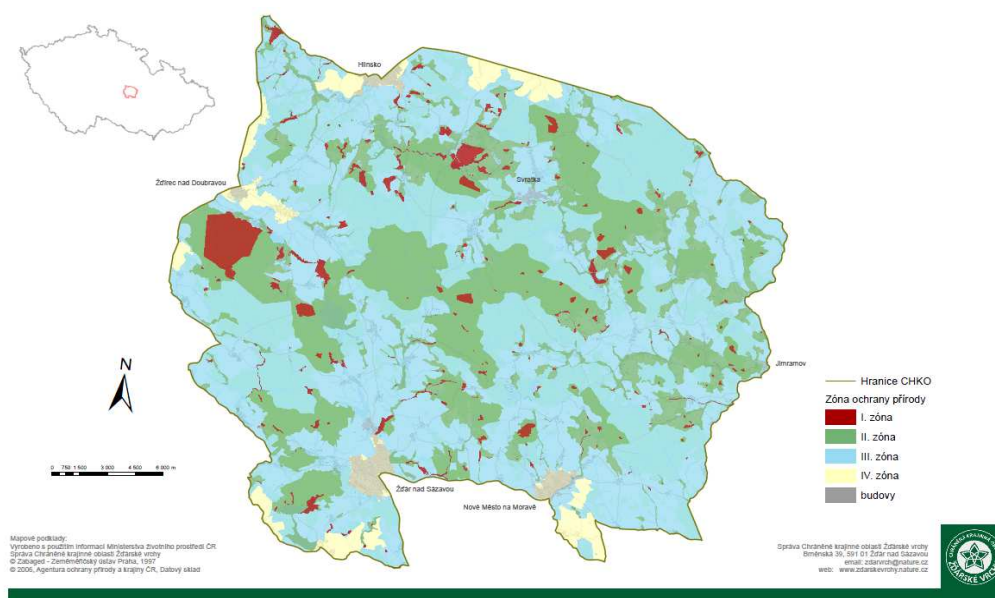 Hlinsko
Ždírec nad Doubravou
Svratka
Jimramov
Žďár nad Sázavou
Nové Město na Moravě
N
0 750 1 500 3 000 4 500 6 000 m
Hranice CHKO
Zóna ochrany přírody
I. zóna
II. zóna
III. zóna
IV. zóna
budovy
Mapové podklady:
Vyrobeno s použitím informací Ministerstva životního prostředí ČR
Správa Chráněné krajinné oblasti Žďárské vrchy
© Zabaged - Zeměměřičský ústav Praha, 1997
© 2006, Agentura ochrany přírody a krajiny ČR, Datový sklad
Správa Chráněné krajinné oblasti Žďárské vrchy
Brněnská 39, 591 01 Žďár nad Sázavou
email: zdarvrch@nature.cz
web: www.zdarskevrchy.nature.cz
ŽĎÁRSKÉ VRCHY